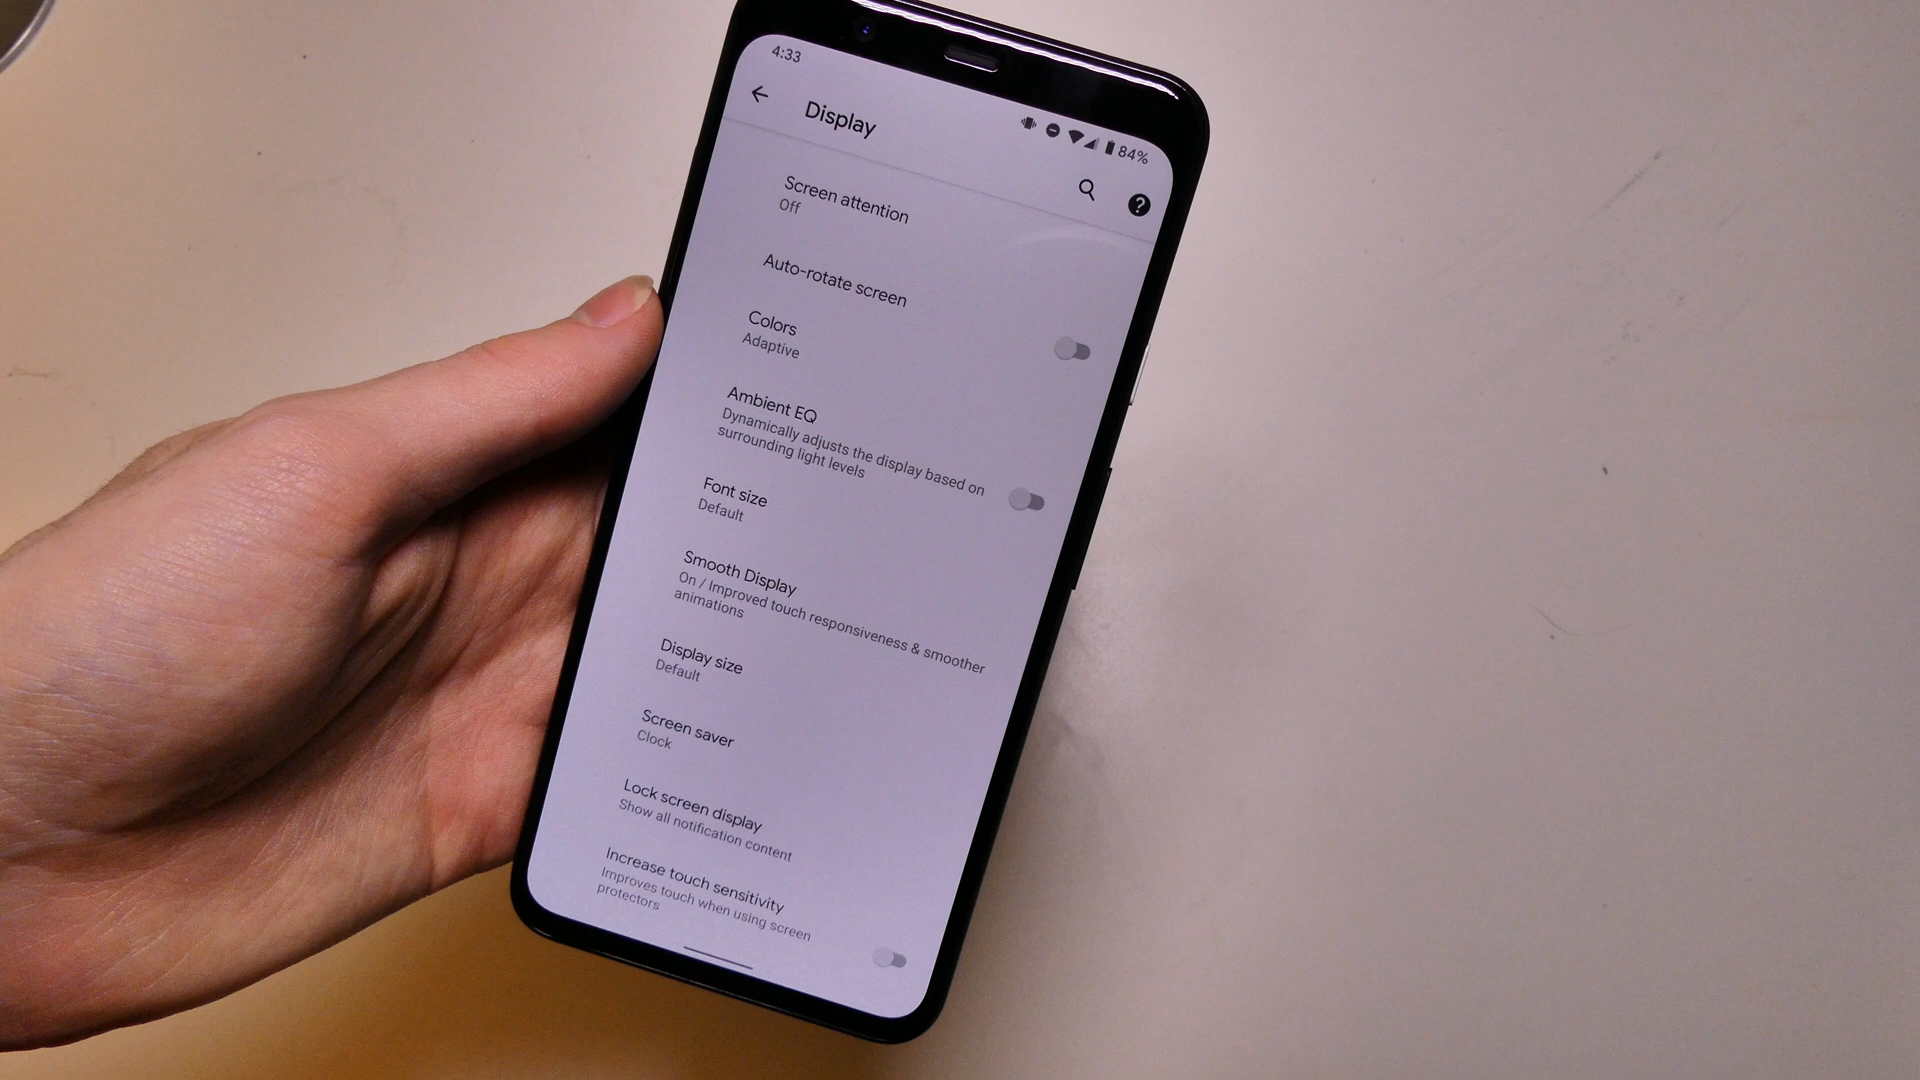 4:33
84%
Display
Screen attention
Off
Auto-rotate screen
Colors
Adaptive
Ambient EQ
Dynamically adjusts the display based on
surrounding light levels
Font size
Default
Smooth Display
On / Improved touch responsiveness & smoother
animations
Display size
Default
Screen saver
Clock
Lock screen display
Show all notification content
Increase touch sensitivity
Improves touch when using screen
protectors